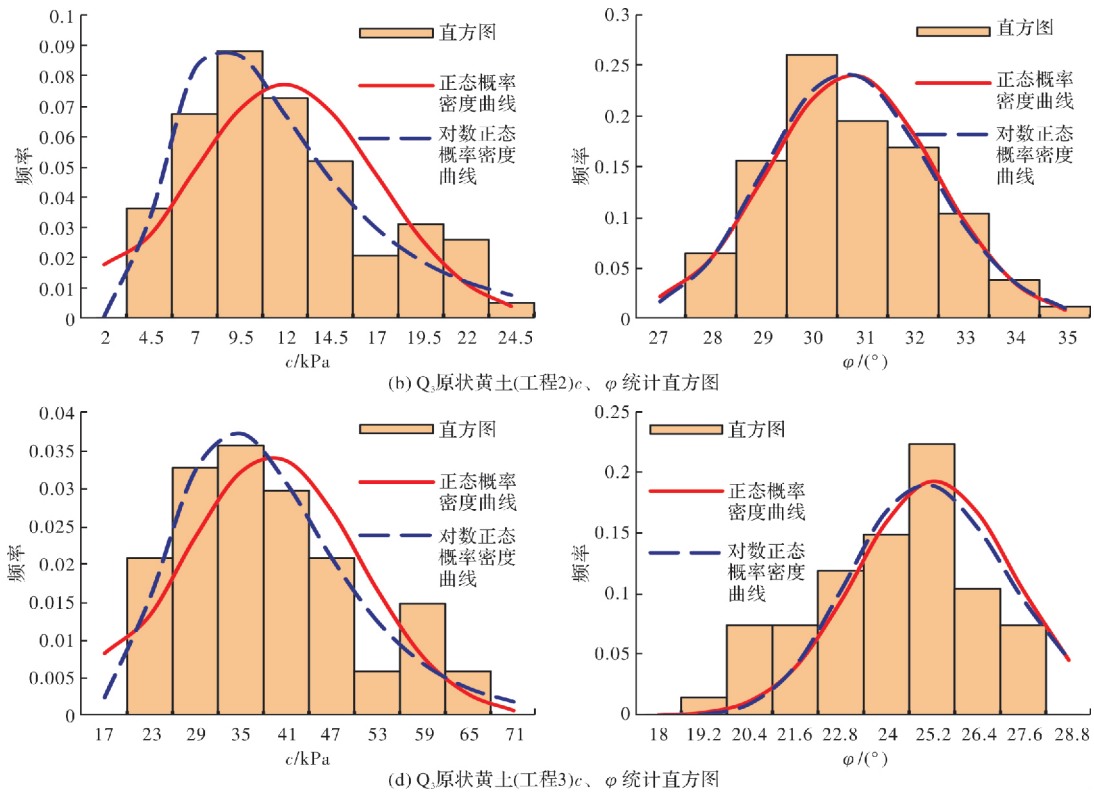 0.1
0.09
0.08
0.07
0.06
0.05
0.04
0.03
0.02
0.01
0
频率
直方图
正态概率
密度曲线
对数正态
概率密度
曲线
2 4.5 7 9.5 12 14.5 17 19.5 22 24.5
c/kPa
0.3
0.25
0.2
0.15
0.1
0.05
0
频率
直方图
正态概率
密度曲线
对数正态
概率密度
曲线
27 28 29 30 31 32 33 34 35
φ/(°)
(b) Q₃原状黄土(工程2)c、φ 统计直方图
0.04
0.035
0.03
0.025
0.02
0.015
0.01
0.005
0
频率
直方图
正态概率
密度曲线
对数正态
概率密度
曲线
17 23 29 35 41 47 53 59 65 71
c/kPa
0.25
0.2
0.15
0.1
0.05
0
频率
直方图
正态概率
密度曲线
对数正态
概率密度
曲线
18 19.2 20.4 21.6 22.8 24 25.2 26.4 27.6 28.8
φ/(°)
(d) Q₃原状黄土(工程3)c、φ 统计直方图